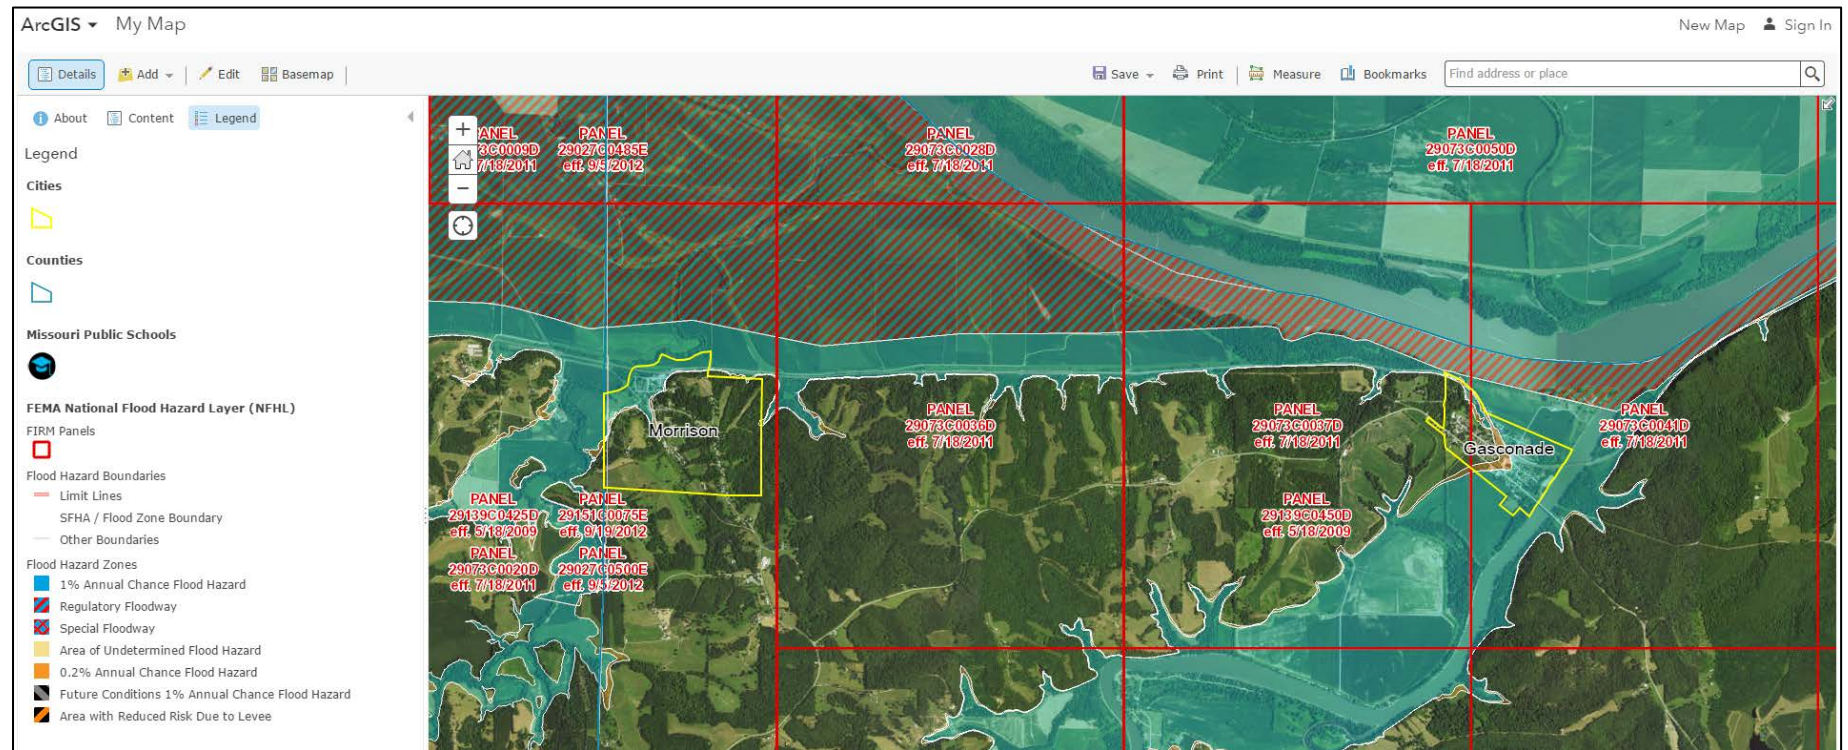 ArcGIS My Map New Map Sign In
Details Add Edit Basemap Save Print Measure Bookmarks Find address or place
About Content Legend
Legend
Cities
Counties
Missouri Public Schools
FEMA National Flood Hazard Layer (NFHL)
FIRM Panels
Flood Hazard Boundaries
Limit Lines
SFHA / Flood Zone Boundary
Other Boundaries
Flood Hazard Zones
1% Annual Chance Flood Hazard
Regulatory Floodway
Special Floodway
Area of Undetermined Flood Hazard
0.2% Annual Chance Flood Hazard
Future Conditions 1% Annual Chance Flood Hazard
Area with Reduced Risk Due to Levee
ANEL
73C0009D
7/18/2011
PANEL
29027C0485E
eff. 9/5/2012
PANEL
29073C0028D
eff. 7/18/2011
PANEL
29073C0050D
eff. 7/18/2011
Morrison
PANEL
29073C0036D
eff. 7/18/2011
PANEL
29073C0037D
eff. 7/18/2011
Gasconade
PANEL
29073C0041D
eff. 7/18/2011
PANEL
29139C0425D
eff. 5/18/2009
PANEL
29151C0075E
eff. 9/19/2012
PANEL
29139C0450D
eff. 5/18/2009
PANEL
29073C0020D
eff. 7/18/2011
PANEL
29027C0500E
eff. 9/5/2012